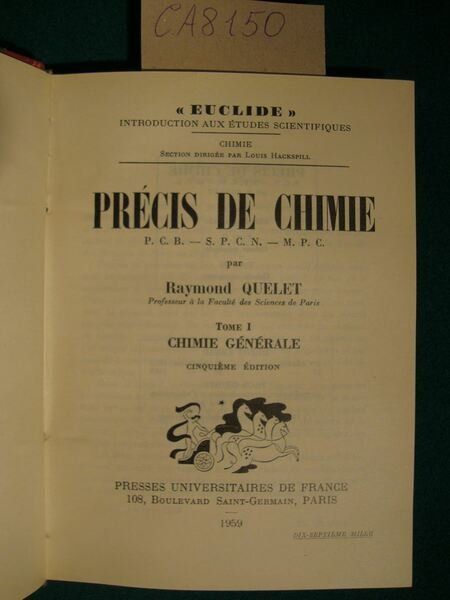 CA8150
« EUCLIDE »
INTRODUCTION AUX ÉTUDES SCIENTIFIQUES
CHIMIE
SECTION DIRIGÉE PAR LOUIS HACKSPILL
PRÉCIS DE CHIMIE
P. C. B. — S. P. C. N. — M. P. C.
par
Raymond QUELET
Professeur à la Faculté des Sciences de Paris
TOME I
CHIMIE GÉNÉRALE
CINQUIÈME ÉDITION
PRESSES UNIVERSITAIRES DE FRANCE
108, BOULEVARD SAINT-GERMAIN, PARIS
1959
DIX-SEPTIÈME MILLE